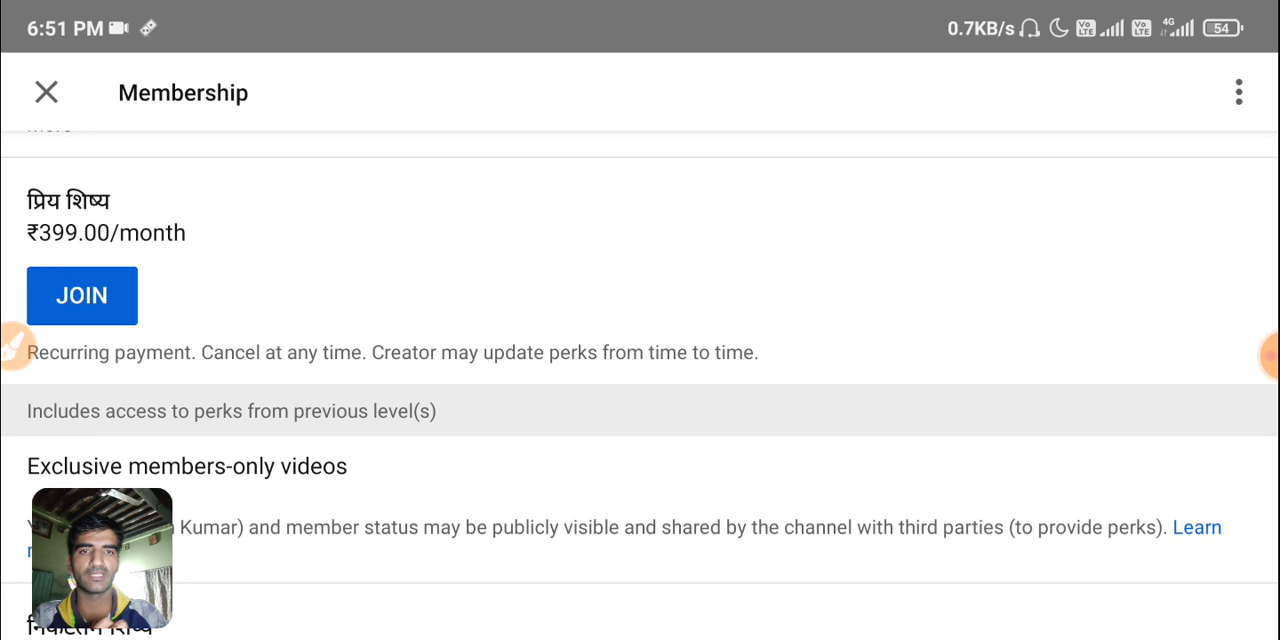 6:51 PM
0.7KB/s
4G
54
Membership
प्रिय शिष्य
₹399.00/month
JOIN
Recurring payment. Cancel at any time. Creator may update perks from time to time.
Includes access to perks from previous level(s)
Exclusive members-only videos
Kumar) and member status may be publicly visible and shared by the channel with third parties (to provide perks). Learn